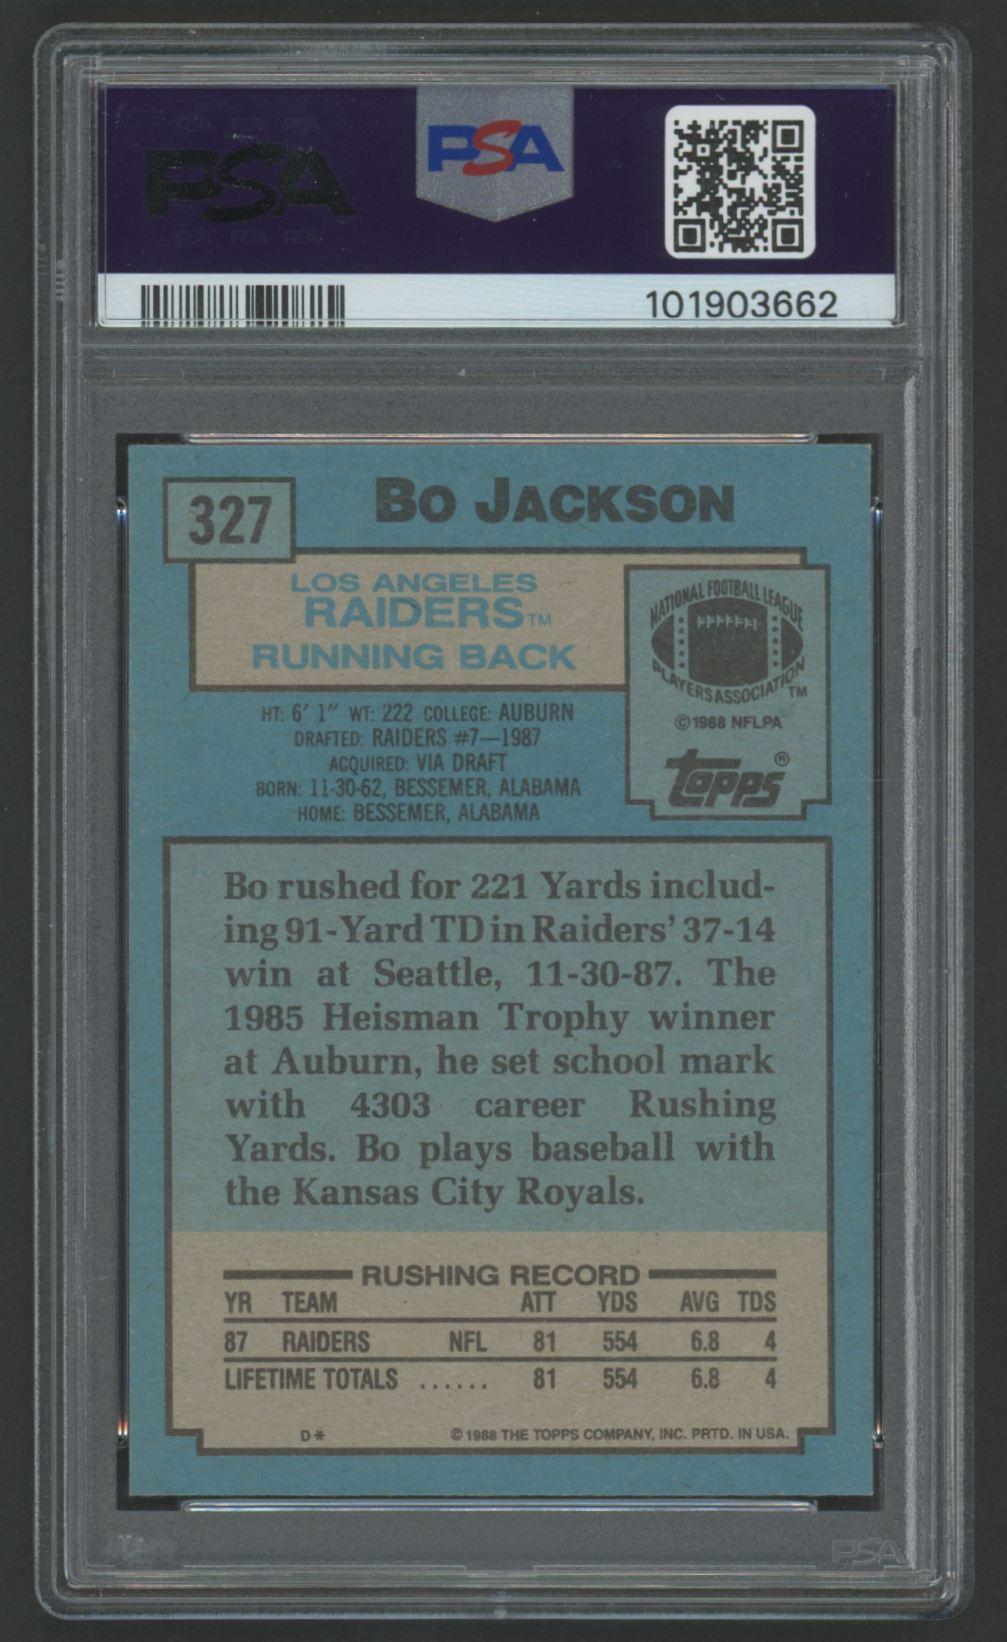 PSA PSA PSA
PSA
PSA
PSA PSA PSA
101903662
327
BO JACKSON
LOS ANGELES
RAIDERS™
RUNNING BACK
NATIONAL FOOTBALL LEAGUE
PLAYERS ASSOCIATION™
©1988 NFLPA
topps®
HT: 6' 1" WT: 222 COLLEGE: AUBURN
DRAFTED: RAIDERS #7—1987
ACQUIRED: VIA DRAFT
BORN: 11-30-62, BESSEMER, ALABAMA
HOME: BESSEMER, ALABAMA
Bo rushed for 221 Yards includ-
ing 91-Yard TD in Raiders' 37-14
win at Seattle, 11-30-87. The
1985 Heisman Trophy winner
at Auburn, he set school mark
with 4303 career Rushing
Yards. Bo plays baseball with
the Kansas City Royals.
RUSHING RECORD
YR TEAM ATT YDS AVG TDS
87 RAIDERS NFL 81 554 6.8 4
LIFETIME TOTALS ...... 81 554 6.8 4
D* ©1988 THE TOPPS COMPANY, INC. PRTD. IN USA.
PSA